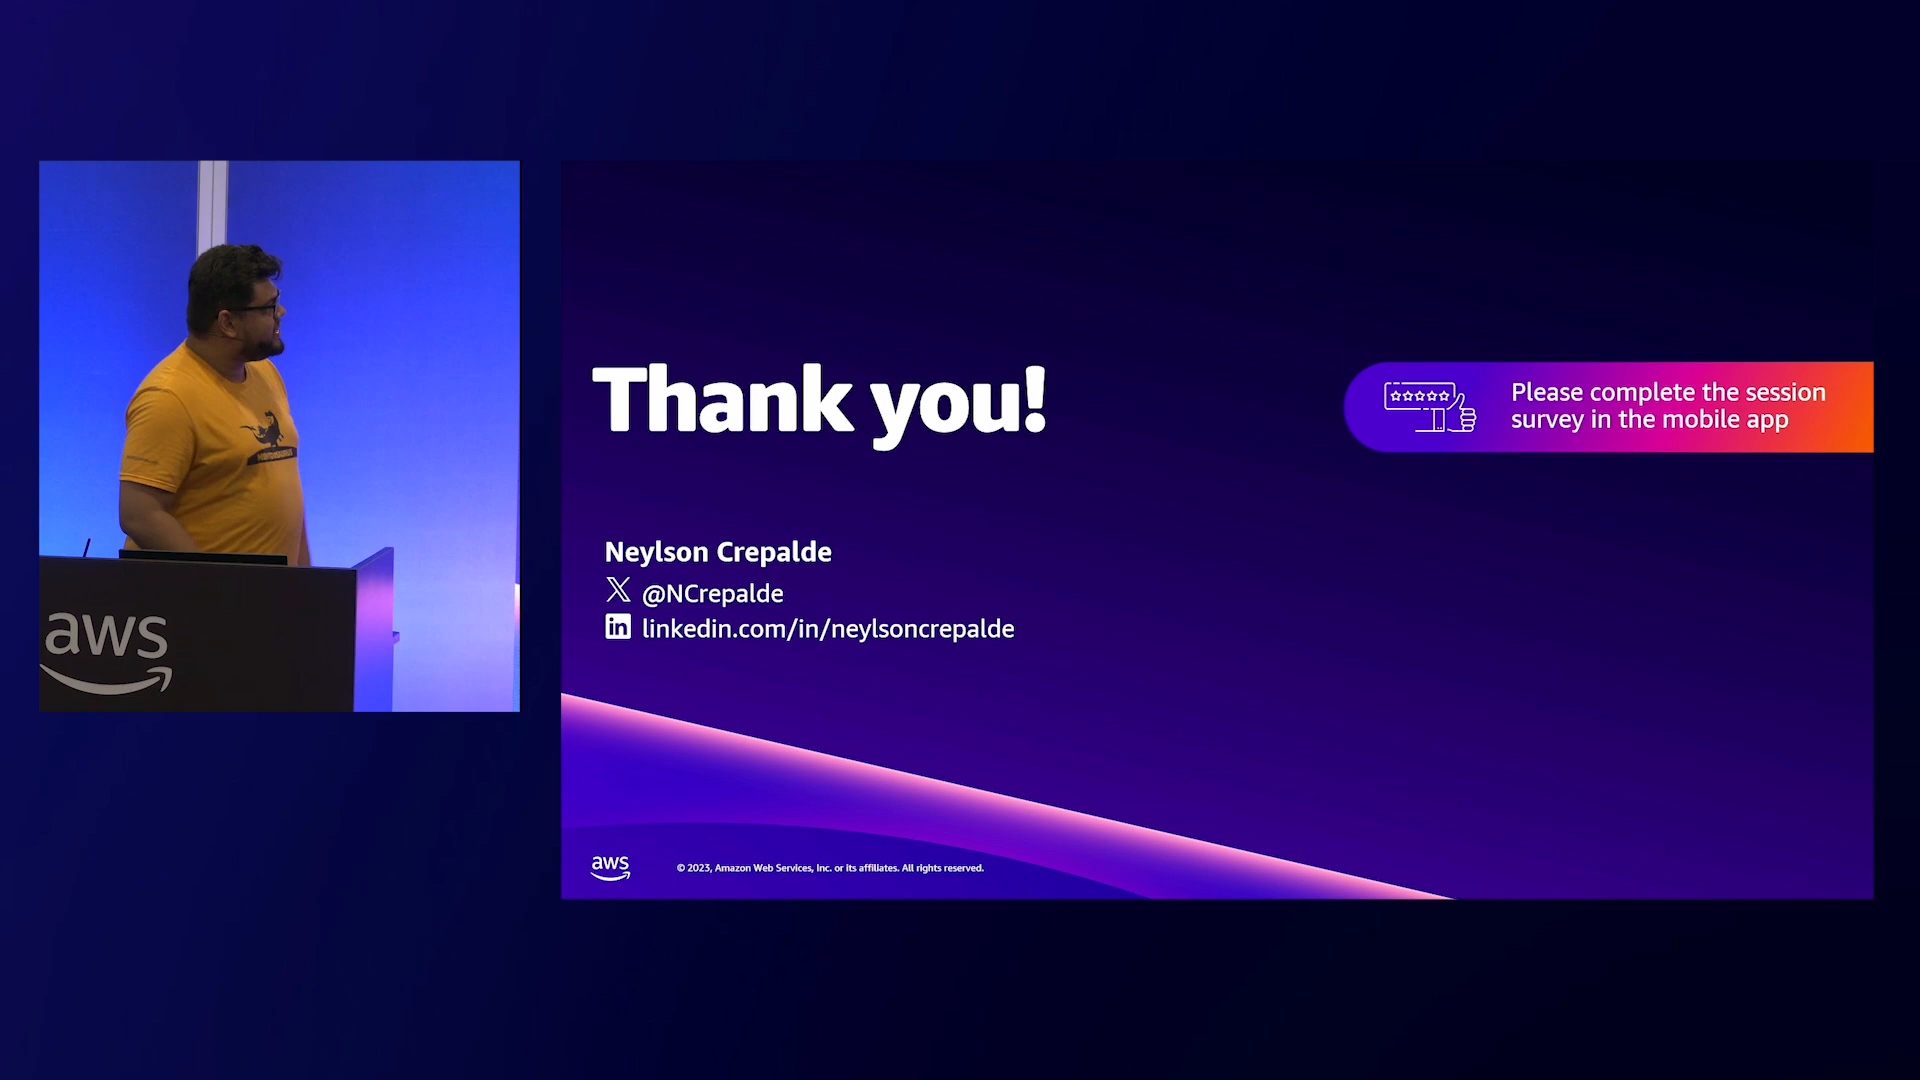 Thank you!
Please complete the session
survey in the mobile app
Neylson Crepalde
X @NCrepalde
in linkedin.com/in/neylsoncrepalde
aws
aws
© 2023, Amazon Web Services, Inc. or its affiliates. All rights reserved.